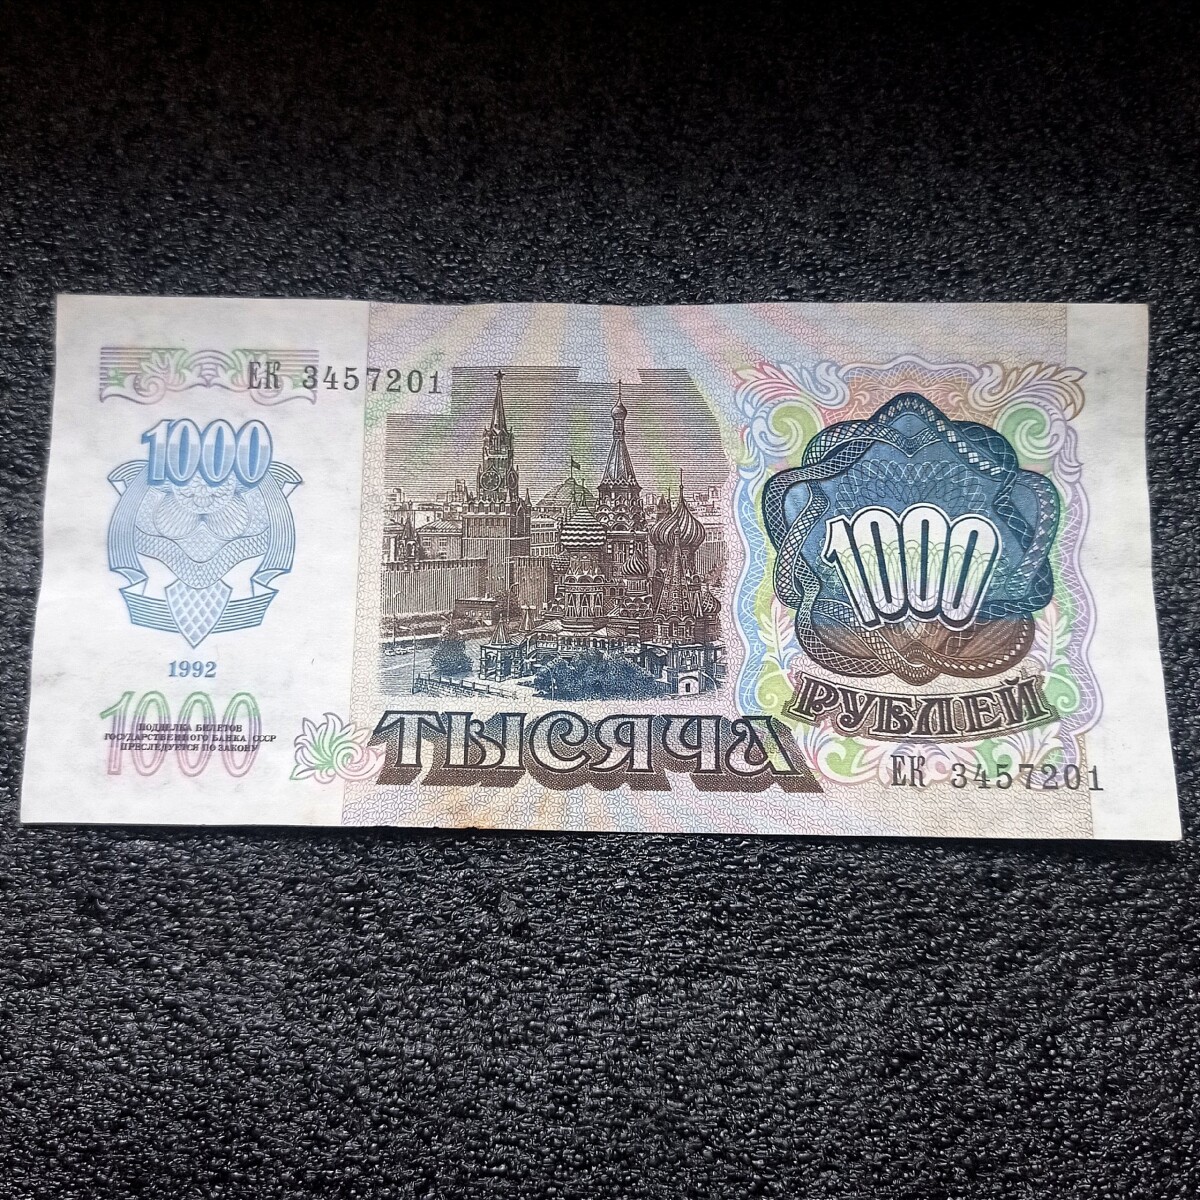 ЕК 3457201
1000
1992
1000
ПОДДЕЛКА БИЛЕТОВ
ГОСУДАРСТВЕННОГО БАНКА СССР
ПРЕСЛЕДУЕТСЯ ПО ЗАКОНУ
ТЫСЯЧА
1000
РУБЛЕЙ
ЕК 3457201